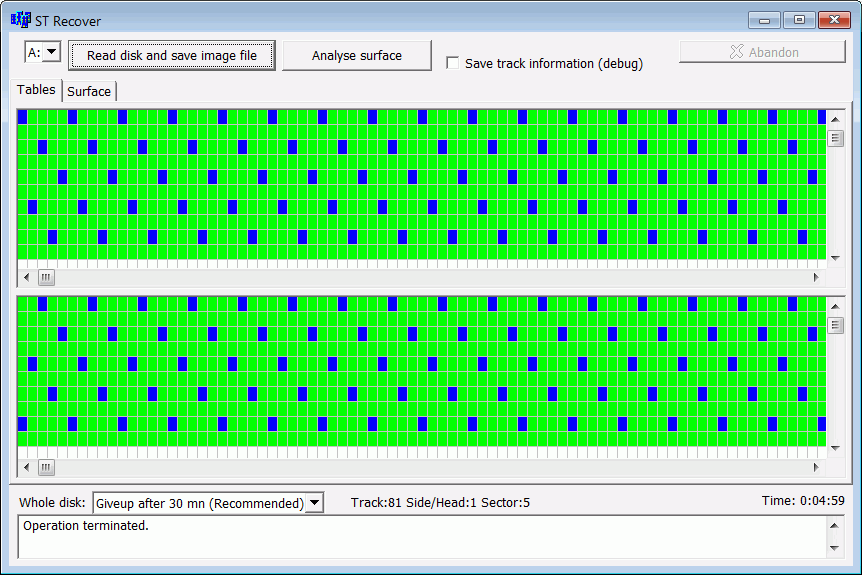 ST Recover
A: Read disk and save image file Analyse surface Save track information (debug) Abandon
Tables Surface
Whole disk: Giveup after 30 mn (Recommended) Track:81 Side/Head:1 Sector:5 Time: 0:04:59
Operation terminated.